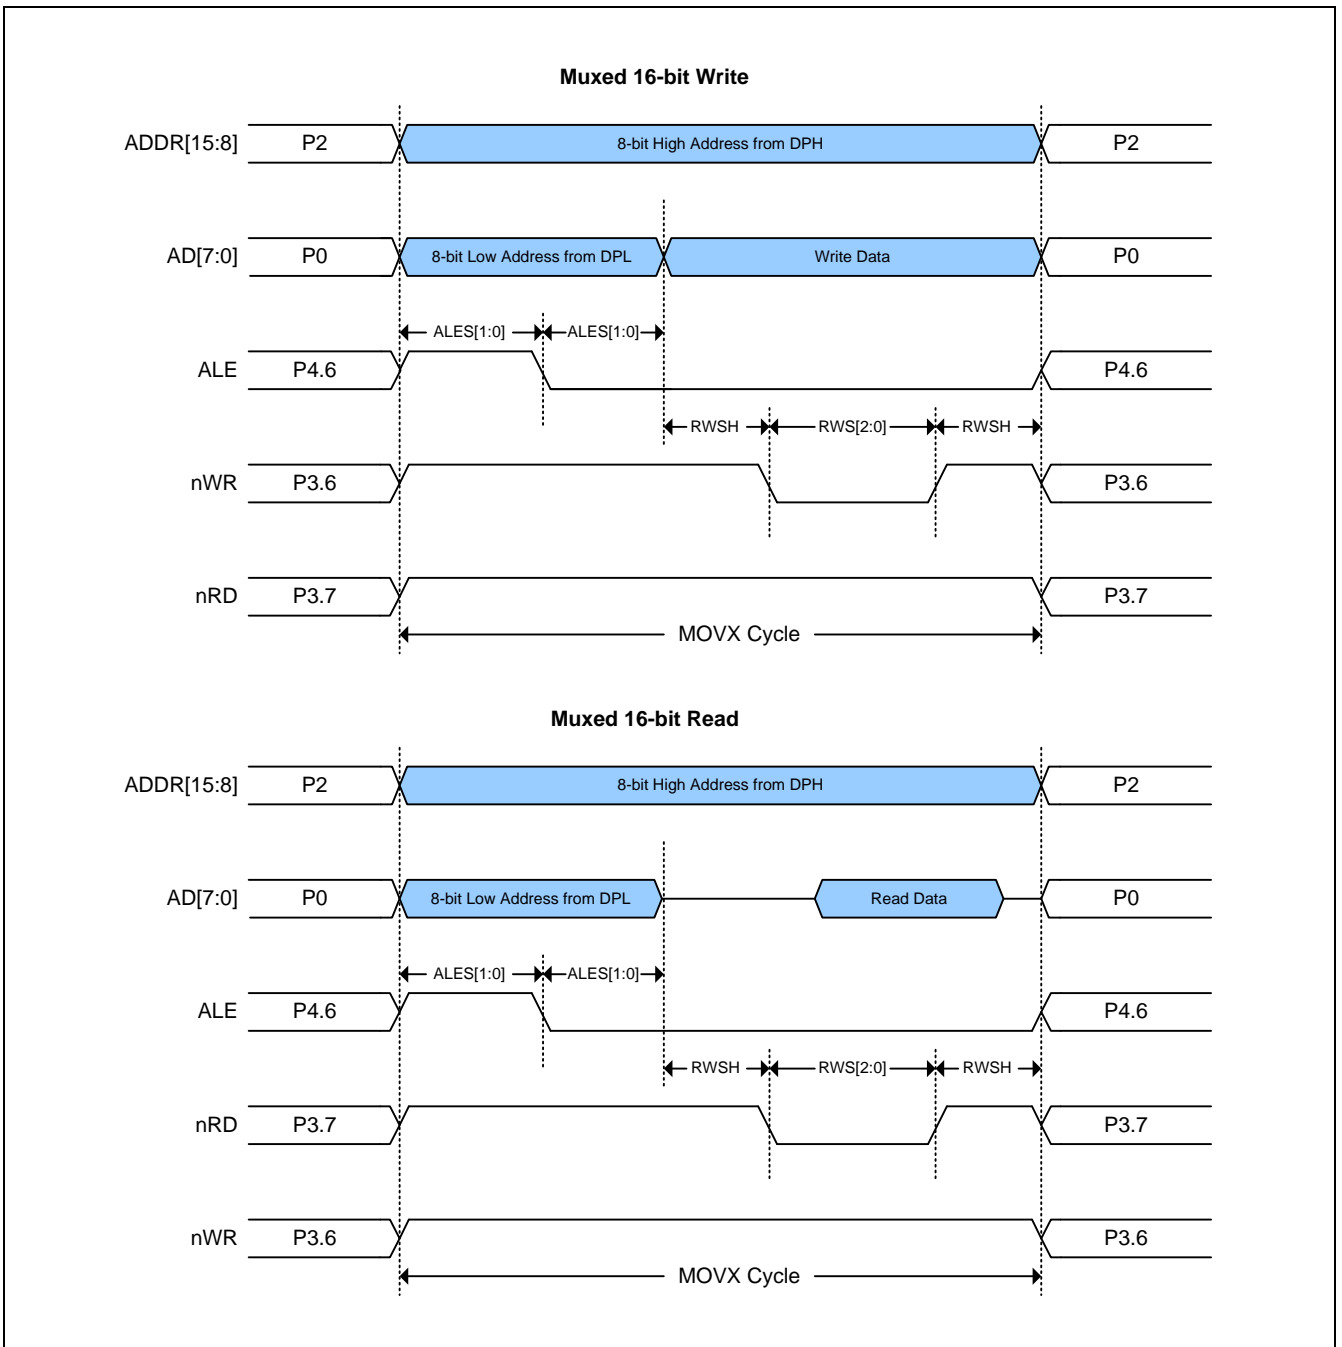 Muxed 16-bit Write
ADDR[15:8] P2 8-bit High Address from DPH P2
AD[7:0] P0 8-bit Low Address from DPL Write Data P0
ALES[1:0] ALES[1:0]
ALE P4.6 P4.6
RWSH RWS[2:0] RWSH
nWR P3.6 P3.6
nRD P3.7 P3.7
MOVX Cycle
Muxed 16-bit Read
ADDR[15:8] P2 8-bit High Address from DPH P2
AD[7:0] P0 8-bit Low Address from DPL Read Data P0
ALES[1:0] ALES[1:0]
ALE P4.6 P4.6
RWSH RWS[2:0] RWSH
nRD P3.7 P3.7
nWR P3.6 P3.6
MOVX Cycle